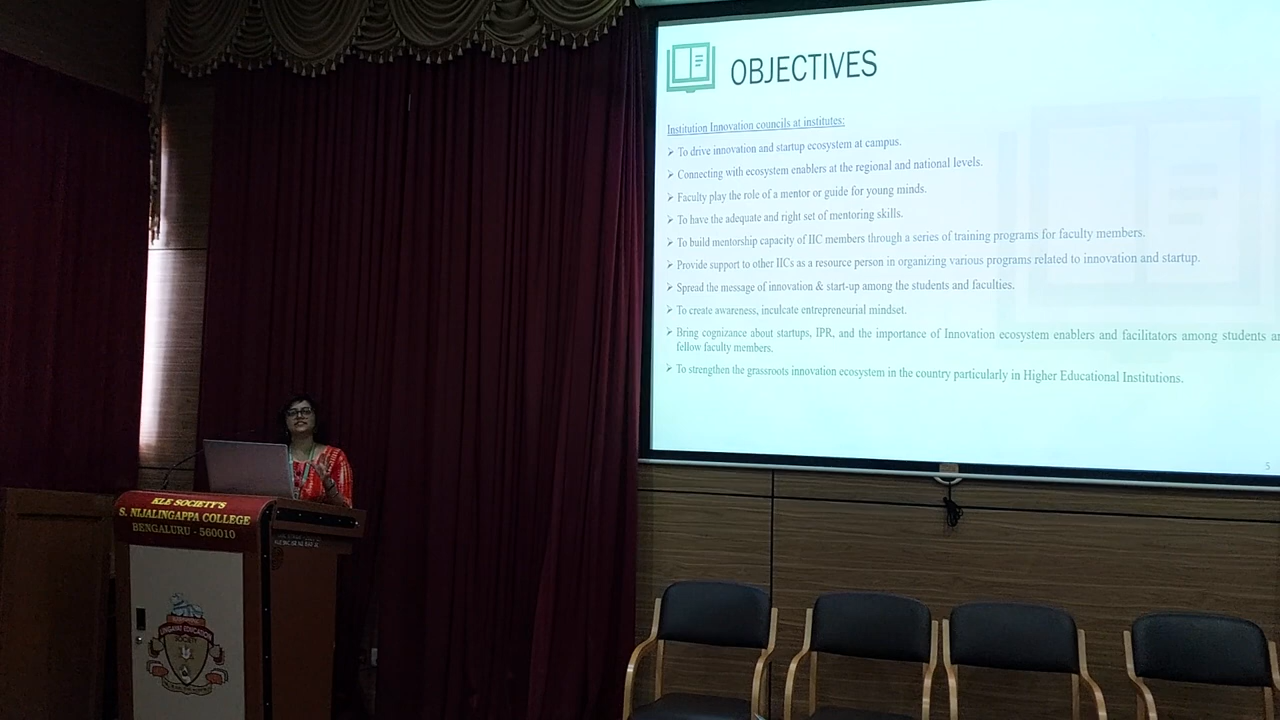 OBJECTIVES
Institution Innovation councils at institutes:
➢ To drive innovation and startup ecosystem at campus.
➢ Connecting with ecosystem enablers at the regional and national levels.
➢ Faculty play the role of a mentor or guide for young minds.
➢ To have the adequate and right set of mentoring skills.
➢ To build mentorship capacity of IIC members through a series of training programs for faculty members.
➢ Provide support to other IICs as a resource person in organizing various programs related to innovation and startup.
➢ Spread the message of innovation & start-up among the students and faculties.
➢ To create awareness, inculcate entrepreneurial mindset.
➢ Bring cognizance about startups, IPR, and the importance of Innovation ecosystem enablers and facilitators among students
fellow faculty members.
➢ To strengthen the grassroots innovation ecosystem in the country particularly in Higher Educational Institutions.
5
KLE SOCIETY'S
S. NIJALINGAPPA COLLEGE
BENGALURU - 560010
EDUCATION
SOCIETY